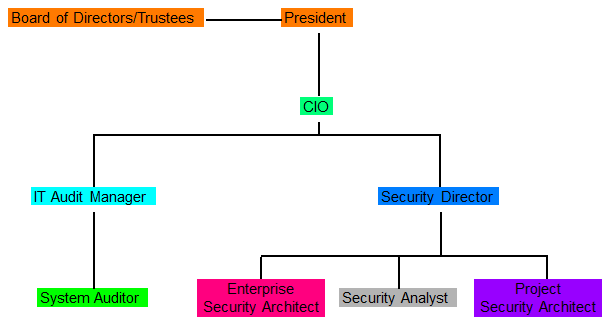 Board of Directors/Trustees
President
CIO
IT Audit Manager
Security Director
System Auditor
Enterprise
Security Architect
Security Analyst
Project
Security Architect